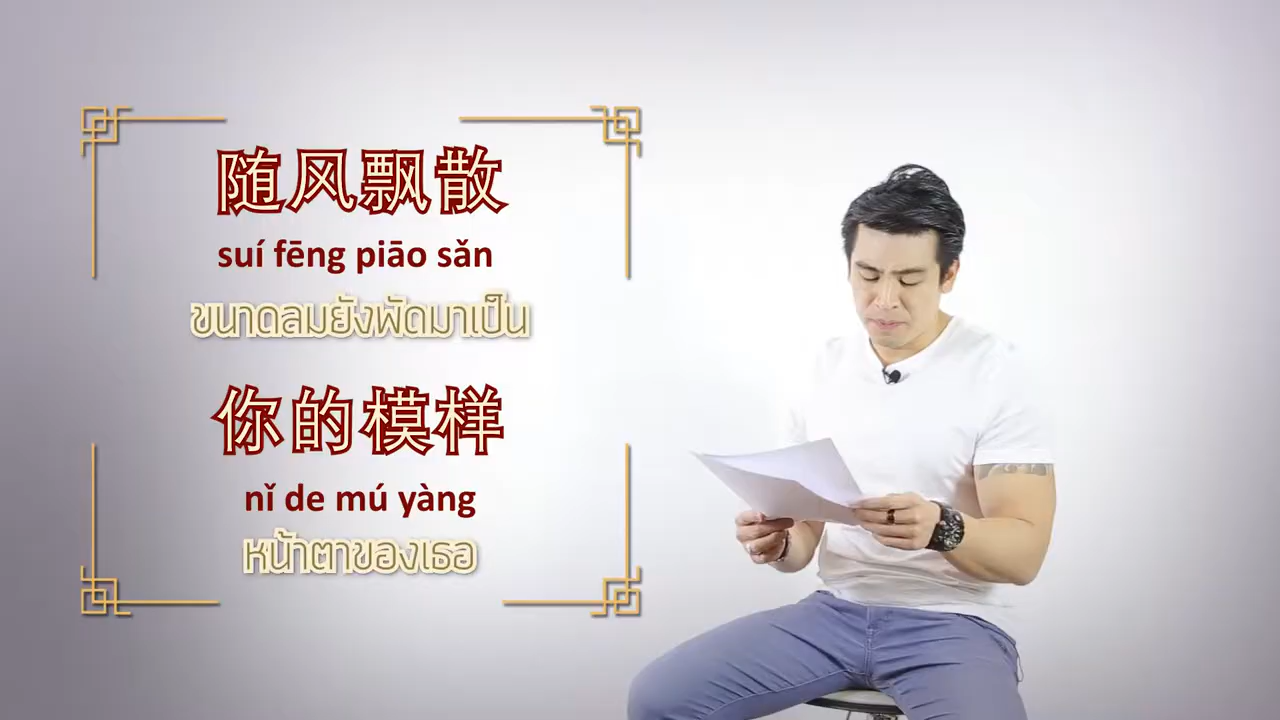 随风飘散
suí fēng piāo sǎn
ขนาดลมยังพัดมาเป็น
你的模样
nǐ de mú yàng
หน้าตาของเธอ